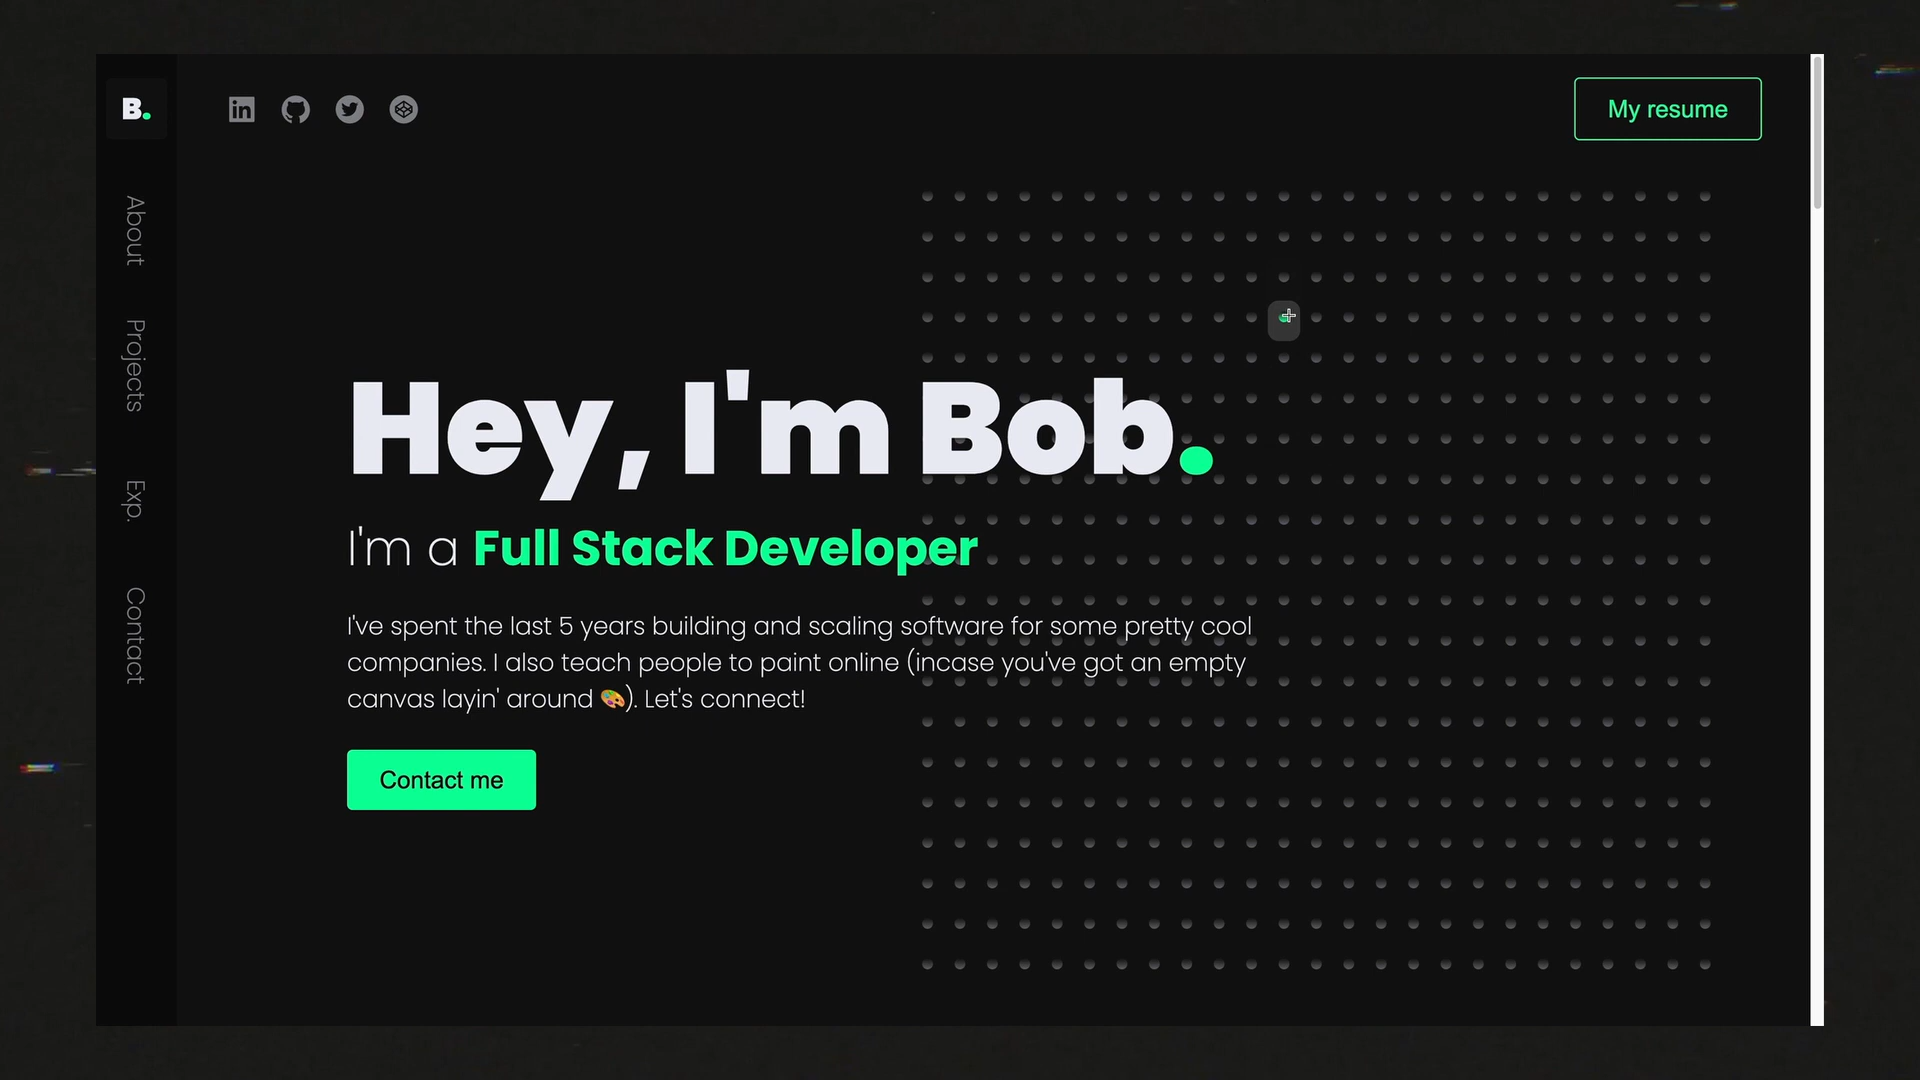 B.
My resume
About
Projects
Exp.
Contact
Hey, I'm Bob.
I'm a Full Stack Developer
I've spent the last 5 years building and scaling software for some pretty cool
companies. I also teach people to paint online (incase you've got an empty
canvas layin' around 🎨). Let's connect!
Contact me